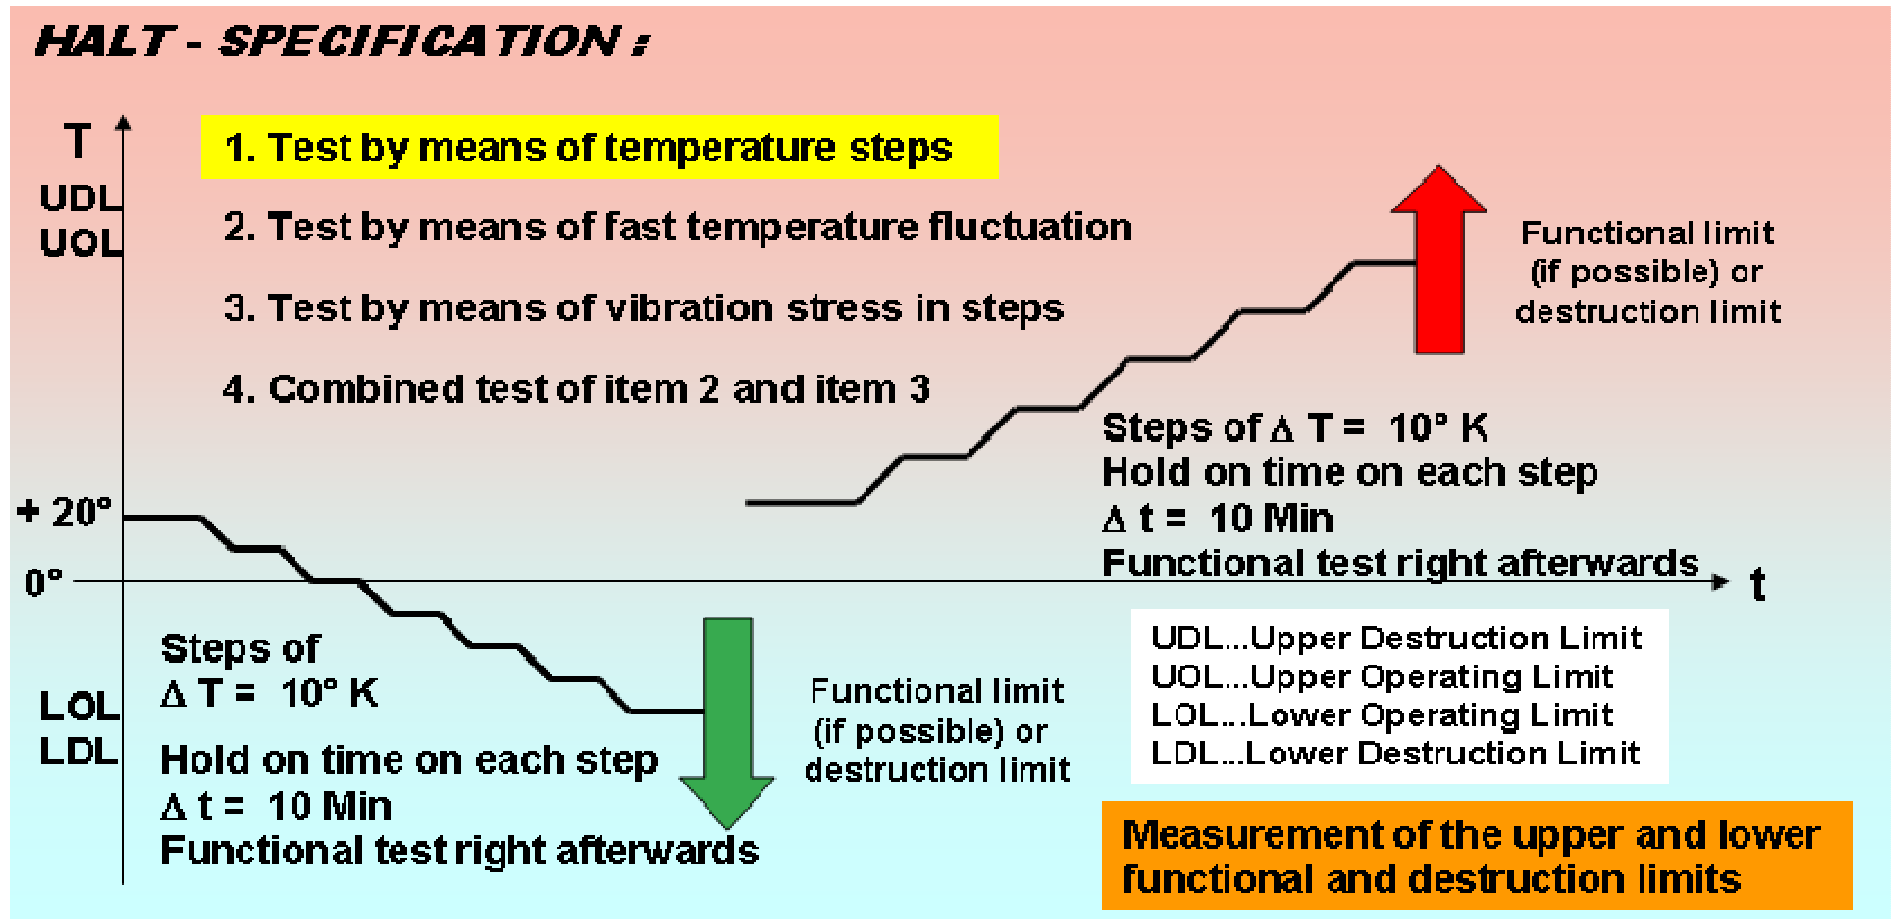 HALT - SPECIFICATION :
T
UDL
UOL
1. Test by means of temperature steps
2. Test by means of fast temperature fluctuation
3. Test by means of vibration stress in steps
4. Combined test of item 2 and item 3
Functional limit
(if possible) or
destruction limit
Steps of Δ T = 10° K
Hold on time on each step
Δ t = 10 Min
Functional test right afterwards
+ 20°
0°
t
Steps of
Δ T = 10° K
Hold on time on each step
Δ t = 10 Min
Functional test right afterwards
LOL
LDL
Functional limit
(if possible) or
destruction limit
UDL...Upper Destruction Limit
UOL...Upper Operating Limit
LOL...Lower Operating Limit
LDL...Lower Destruction Limit
Measurement of the upper and lower
functional and destruction limits